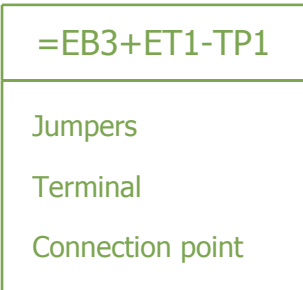 =EB3+ET1-TP1
Jumpers
Terminal
Connection point